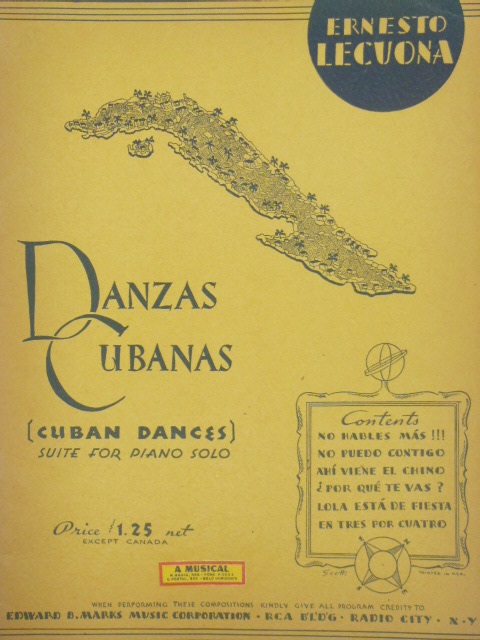 ERNESTO
LECUONA
DANZAS
CUBANAS
(CUBAN DANCES)
SUITE FOR PIANO SOLO
Contents
NO HABLES MÁS !!!
NO PUEDO CONTIGO
AHÍ VIENE EL CHINO
¿POR QUÉ TE VAS?
LOLA ESTÁ DE FIESTA
EN TRES POR CUATRO
Scott
PRINTED IN U.S.A.
Price $1.25 net
EXCEPT CANADA
A MUSICAL
WHEN PERFORMING THESE COMPOSITIONS KINDLY GIVE ALL PROGRAM CREDITS TO
EDWARD B. MARKS MUSIC CORPORATION · RCA B'L'D'G · RADIO CITY · N·Y